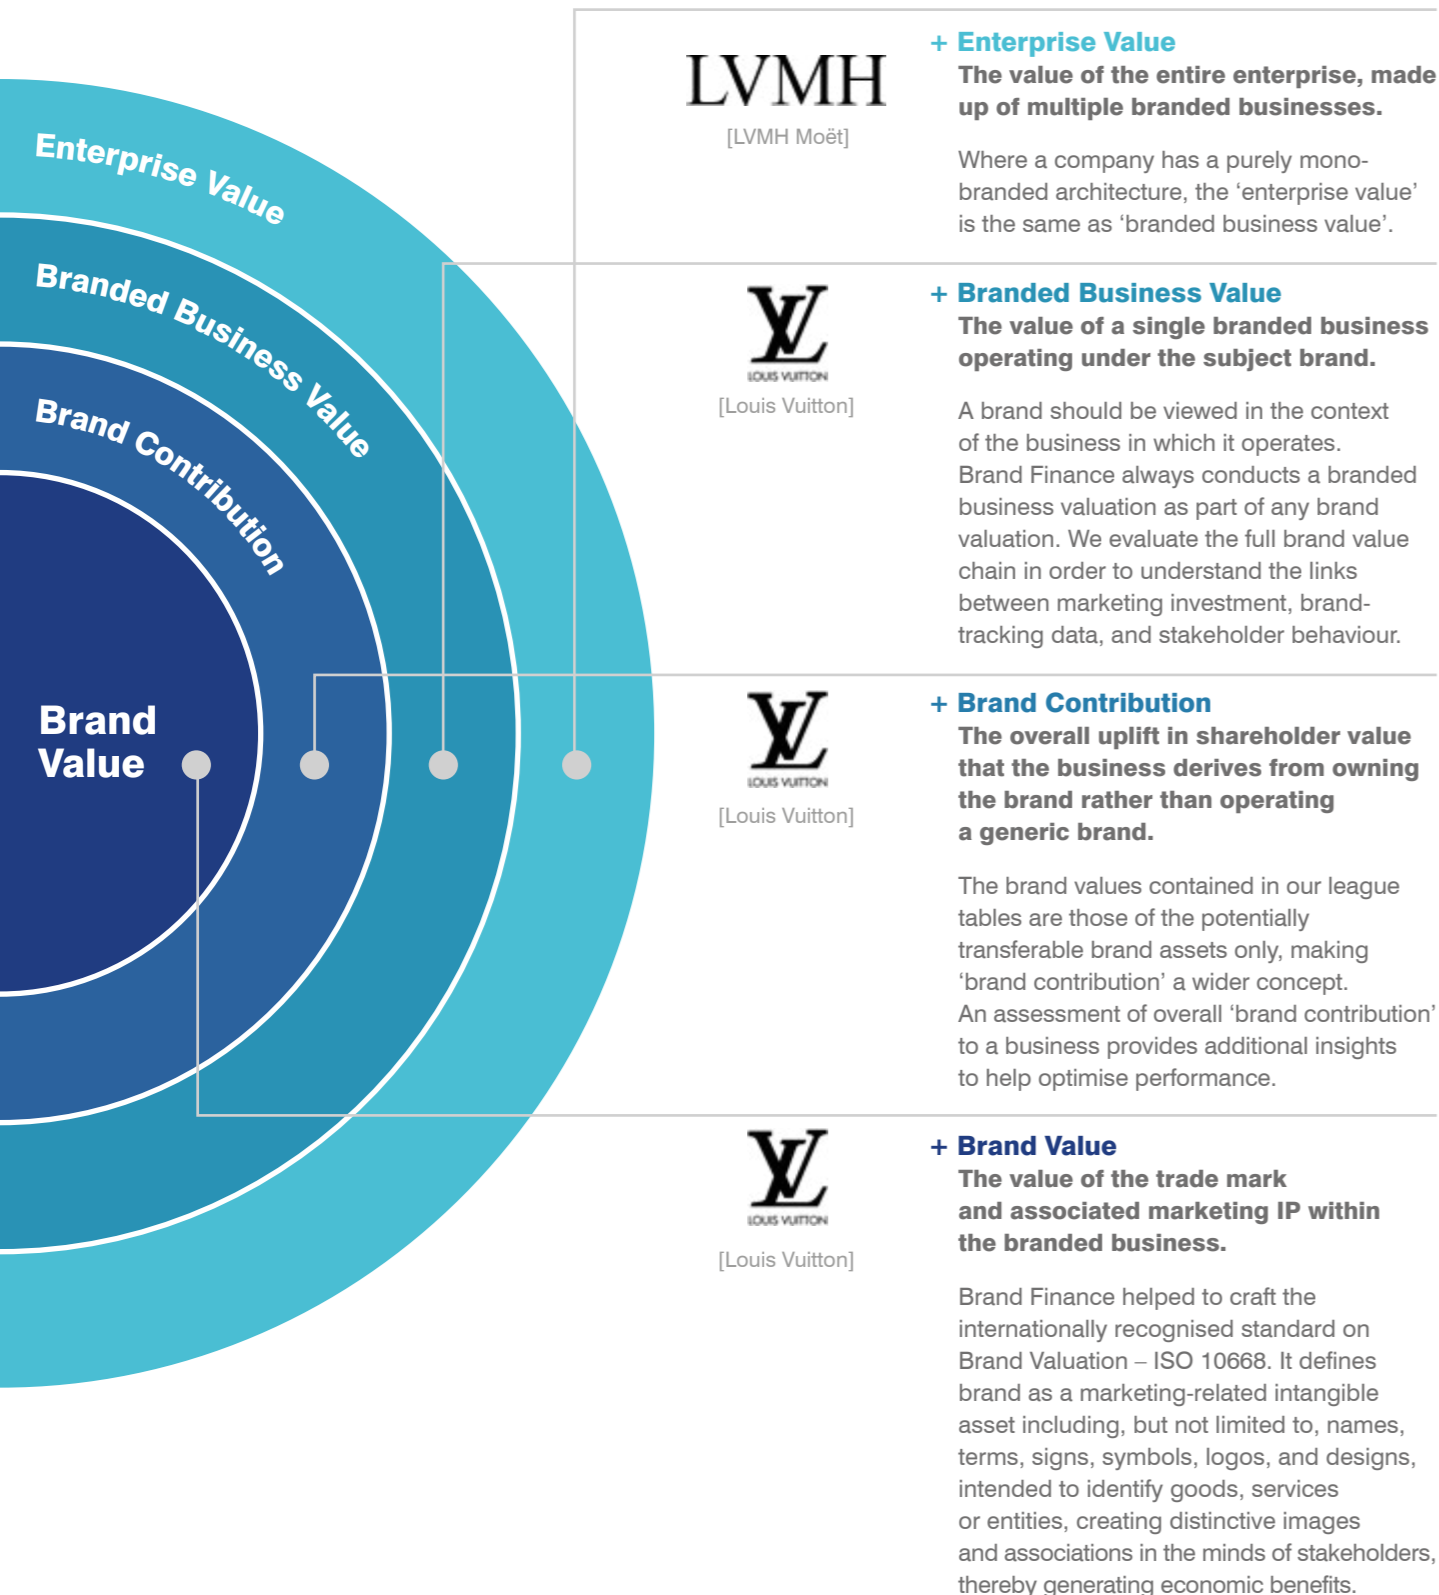 Enterprise Value
Branded Business Value
Brand Contribution
Brand
Value
LVMH
[LVMH Moët]
+ Enterprise Value
The value of the entire enterprise, made
up of multiple branded businesses.
Where a company has a purely mono-
branded architecture, the ‘enterprise value’
is the same as ‘branded business value’.
LV
LOUIS VUITTON
[Louis Vuitton]
+ Branded Business Value
The value of a single branded business
operating under the subject brand.
A brand should be viewed in the context
of the business in which it operates.
Brand Finance always conducts a branded
business valuation as part of any brand
valuation. We evaluate the full brand value
chain in order to understand the links
between marketing investment, brand-
tracking data, and stakeholder behaviour.
LV
LOUIS VUITTON
[Louis Vuitton]
+ Brand Contribution
The overall uplift in shareholder value
that the business derives from owning
the brand rather than operating
a generic brand.
The brand values contained in our league
tables are those of the potentially
transferable brand assets only, making
‘brand contribution’ a wider concept.
An assessment of overall ‘brand contribution’
to a business provides additional insights
to help optimise performance.
LV
LOUIS VUITTON
[Louis Vuitton]
+ Brand Value
The value of the trade mark
and associated marketing IP within
the branded business.
Brand Finance helped to craft the
internationally recognised standard on
Brand Valuation – ISO 10668. It defines
brand as a marketing-related intangible
asset including, but not limited to, names,
terms, signs, symbols, logos, and designs,
intended to identify goods, services
or entities, creating distinctive images
and associations in the minds of stakeholders,
thereby generating economic benefits.